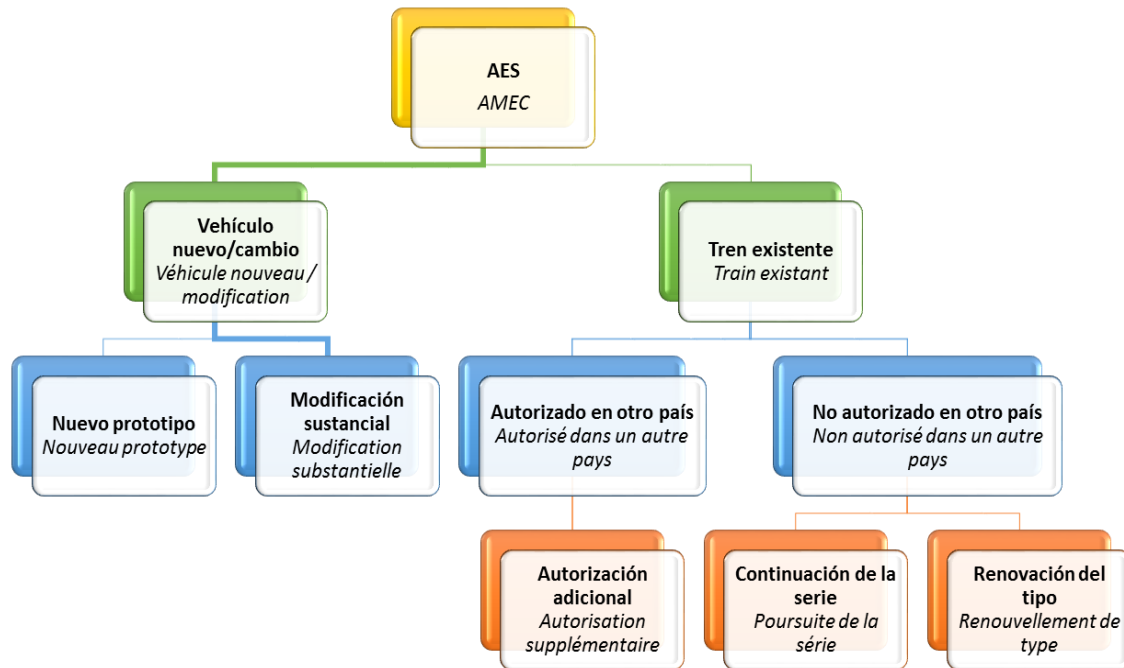 AES
AMEC
Vehículo
nuevo/cambio
Véhicule nouveau /
modification
Tren existente
Train existant
Nuevo prototipo
Nouveau prototype
Modificación
sustancial
Modification
substantielle
Autorizado en otro país
Autorisé dans un autre
pays
No autorizado en otro país
Non autorisé dans un autre
pays
Autorización
adicional
Autorisation
supplémentaire
Continuación de la
serie
Poursuite de la
série
Renovación del
tipo
Renouvellement de
type